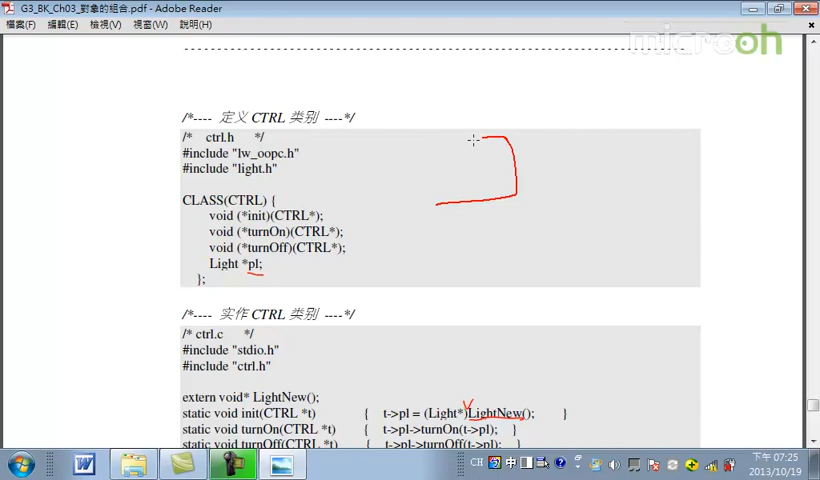 G3_BK_Ch03_對象的組合.pdf - Adobe Reader
檔案(F) 編輯(E) 檢視(V) 視窗(W) 說明(H)
microoh
/*---- 定义 CTRL 类别 ----*/
/* ctrl.h */
#include "lw_oopc.h"
#include "light.h"
CLASS(CTRL) {
void (*init)(CTRL*);
void (*turnOn)(CTRL*);
void (*turnOff)(CTRL*);
Light *pl;
};
/*---- 实作 CTRL 类别 ----*/
/* ctrl.c */
#include "stdio.h"
#include "ctrl.h"
extern void* LightNew();
static void init(CTRL *t) { t->pl = (Light*)LightNew(); }
static void turnOn(CTRL *t) { t->pl->turnOn(t->pl); }
static void turnOff(CTRL *t) { t->pl->turnOff(t->pl); }
CH 中 下午 07:25
2013/10/19